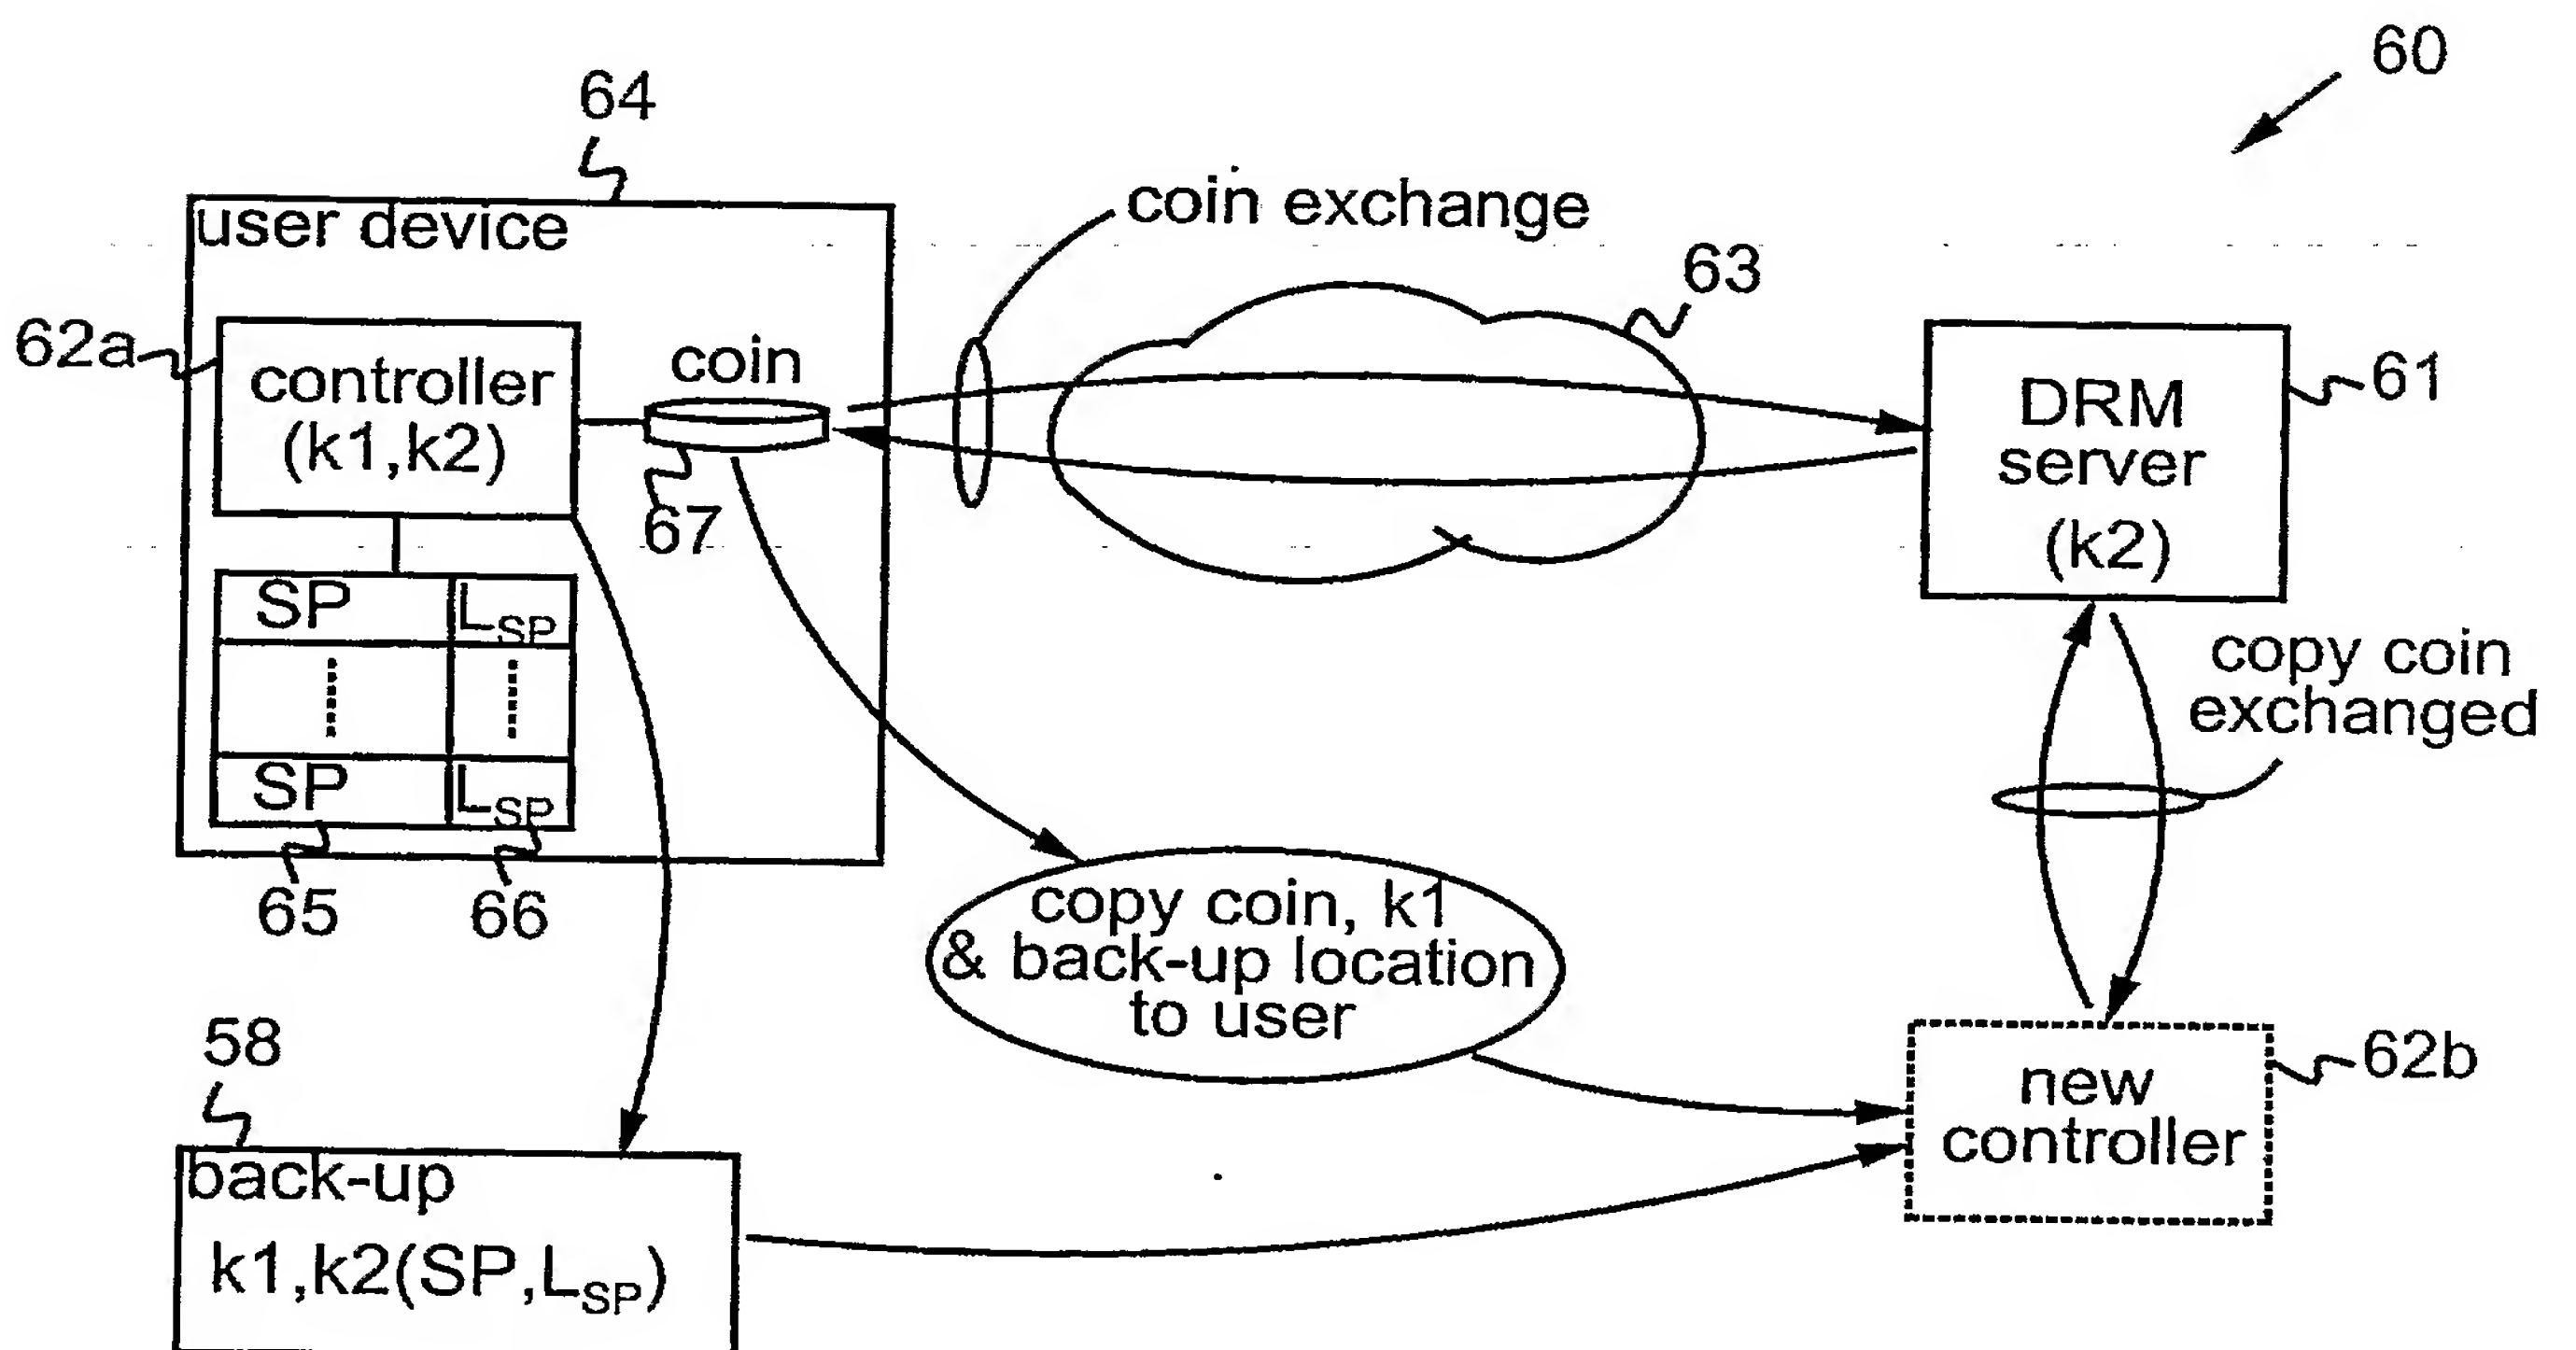 60
64
user device
coin exchange
63
62a
controller
(k1,k2)
coin
67
DRM
server
(k2)
61
SP
LSP
SP
LSP
65
66
copy coin
exchanged
copy coin, k1
& back-up location
to user
58
back-up
k1,k2(SP,LSP)
new
controller
62b